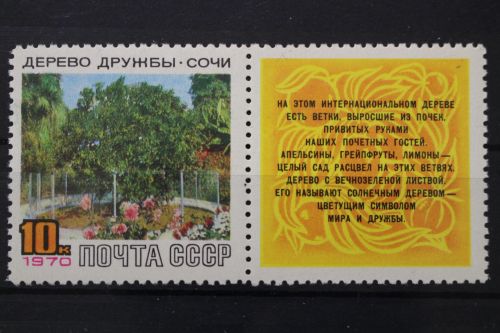 ДЕРЕВО ДРУЖБЫ · СОЧИ
10 К
1970
ПОЧТА СССР
НА ЭТОМ ИНТЕРНАЦИОНАЛЬНОМ ДЕРЕВЕ
ЕСТЬ ВЕТКИ, ВЫРОСШИЕ ИЗ ПОЧЕК,
ПРИВИТЫХ РУКАМИ
НАШИХ ПОЧЕТНЫХ ГОСТЕЙ.
АПЕЛЬСИНЫ, ГРЕЙПФРУТЫ, ЛИМОНЫ—
ЦЕЛЫЙ САД РАСЦВЕЛ НА ЭТИХ ВЕТВЯХ.
ДЕРЕВО С ВЕЧНОЗЕЛЕНОЙ ЛИСТВОЙ,
ЕГО НАЗЫВАЮТ СОЛНЕЧНЫМ ДЕРЕВОМ—
ЦВЕТУЩИМ СИМВОЛОМ
МИРА И ДРУЖБЫ.